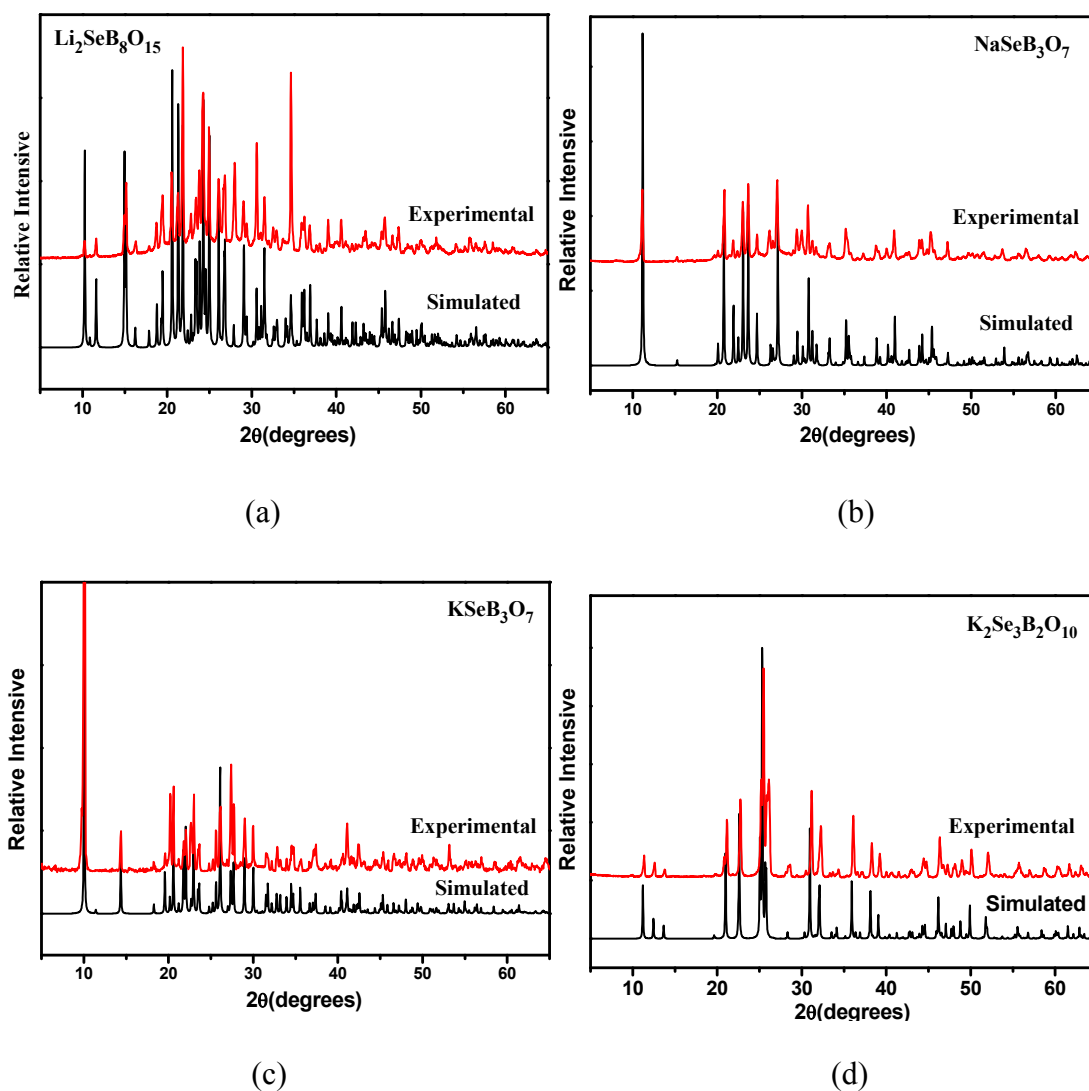 Li₂SeB₈O₁₅
Relative Intensive
Experimental
Simulated
10 20 30 40 50 60
2θ(degrees)
(a)
NaSeB₃O₇
Relative Intensive
Experimental
Simulated
10 20 30 40 50 60
2θ(degrees)
(b)
KSeB₃O₇
Relative Intensive
Experimental
Simulated
10 20 30 40 50 60
2θ(degrees)
(c)
K₂Se₃B₂O₁₀
Relative Intensive
Experimental
Simulated
10 20 30 40 50 60
2θ(degrees)
(d)